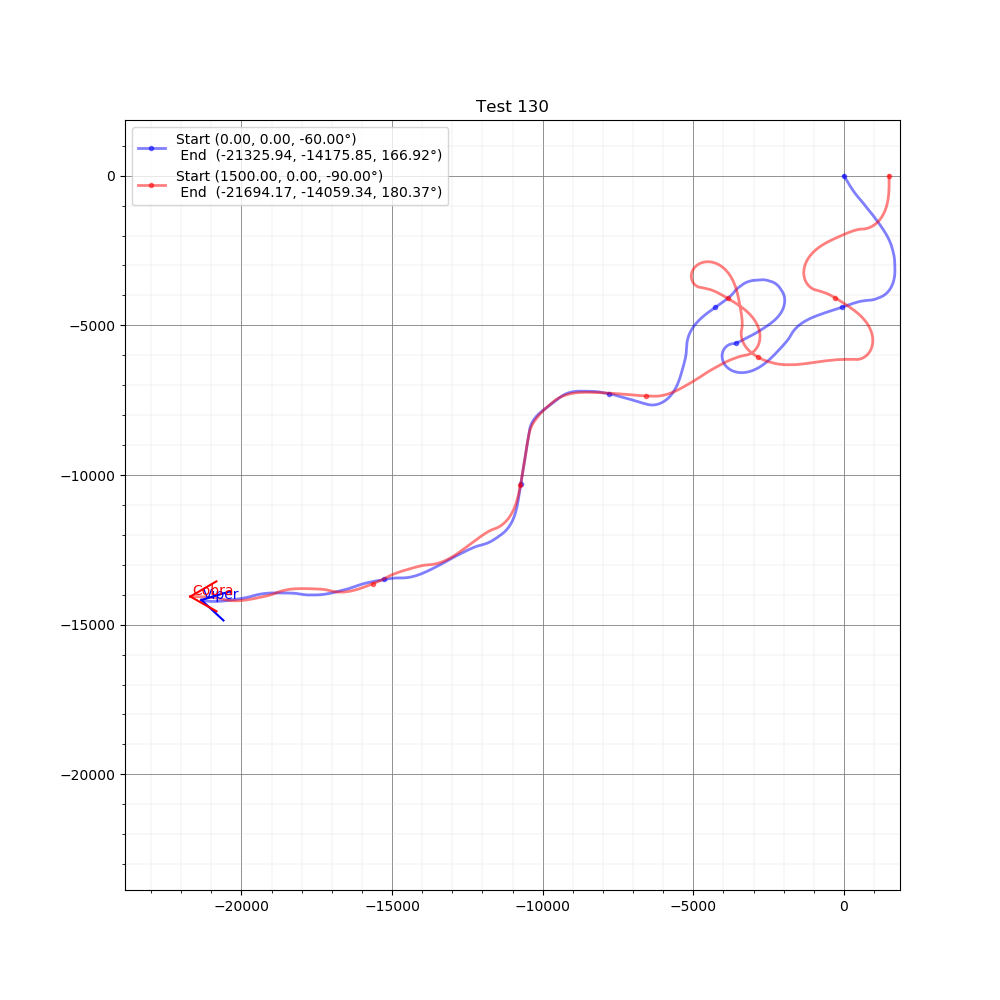 Test 130
Start (0.00, 0.00, -60.00°)
End  (-21325.94, -14175.85, 166.92°)
Start (1500.00, 0.00, -90.00°)
End  (-21694.17, -14059.34, 180.37°)
0
−5000
−10000
−15000
−20000
Cobra
Viper
−20000
−15000
−10000
−5000
0